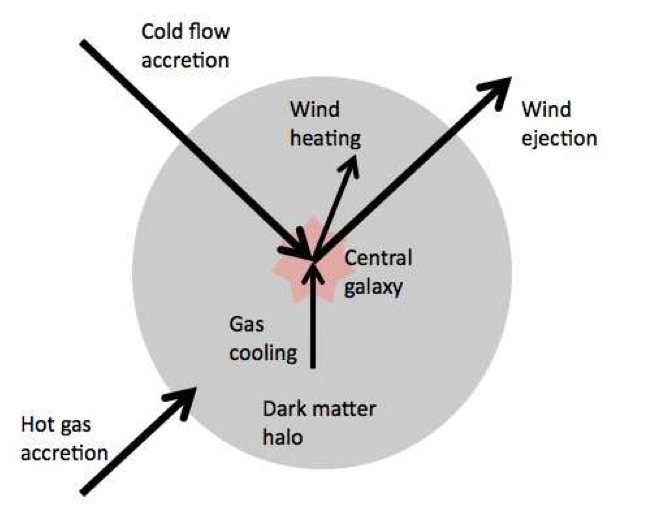 Cold flow
accretion
Wind
heating
Wind
ejection
Central
galaxy
Gas
cooling
Dark matter
halo
Hot gas
accretion